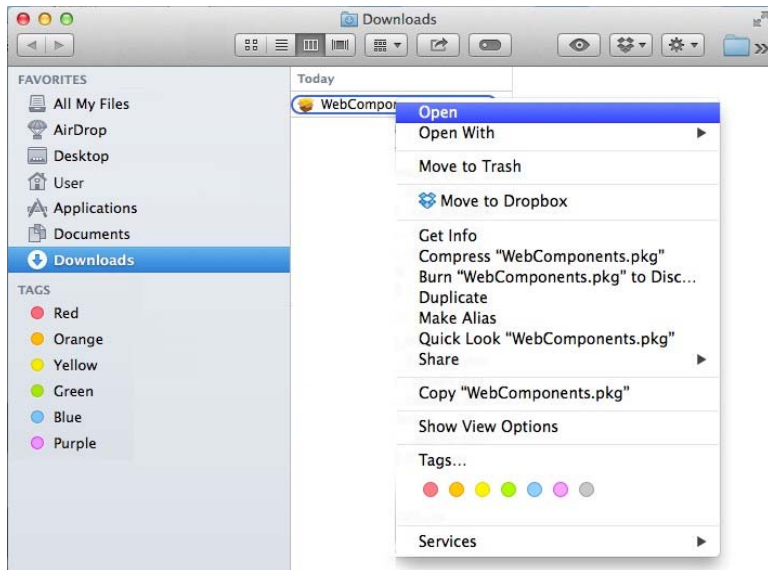 Downloads
FAVORITES
All My Files
AirDrop
Desktop
User
Applications
Documents
Downloads
TAGS
Red
Orange
Yellow
Green
Blue
Purple
Today
WebCompo
Open
Open With
Move to Trash
Move to Dropbox
Get Info
Compress "WebComponents.pkg"
Burn "WebComponents.pkg" to Disc...
Duplicate
Make Alias
Quick Look "WebComponents.pkg"
Share
Copy "WebComponents.pkg"
Show View Options
Tags...
Services